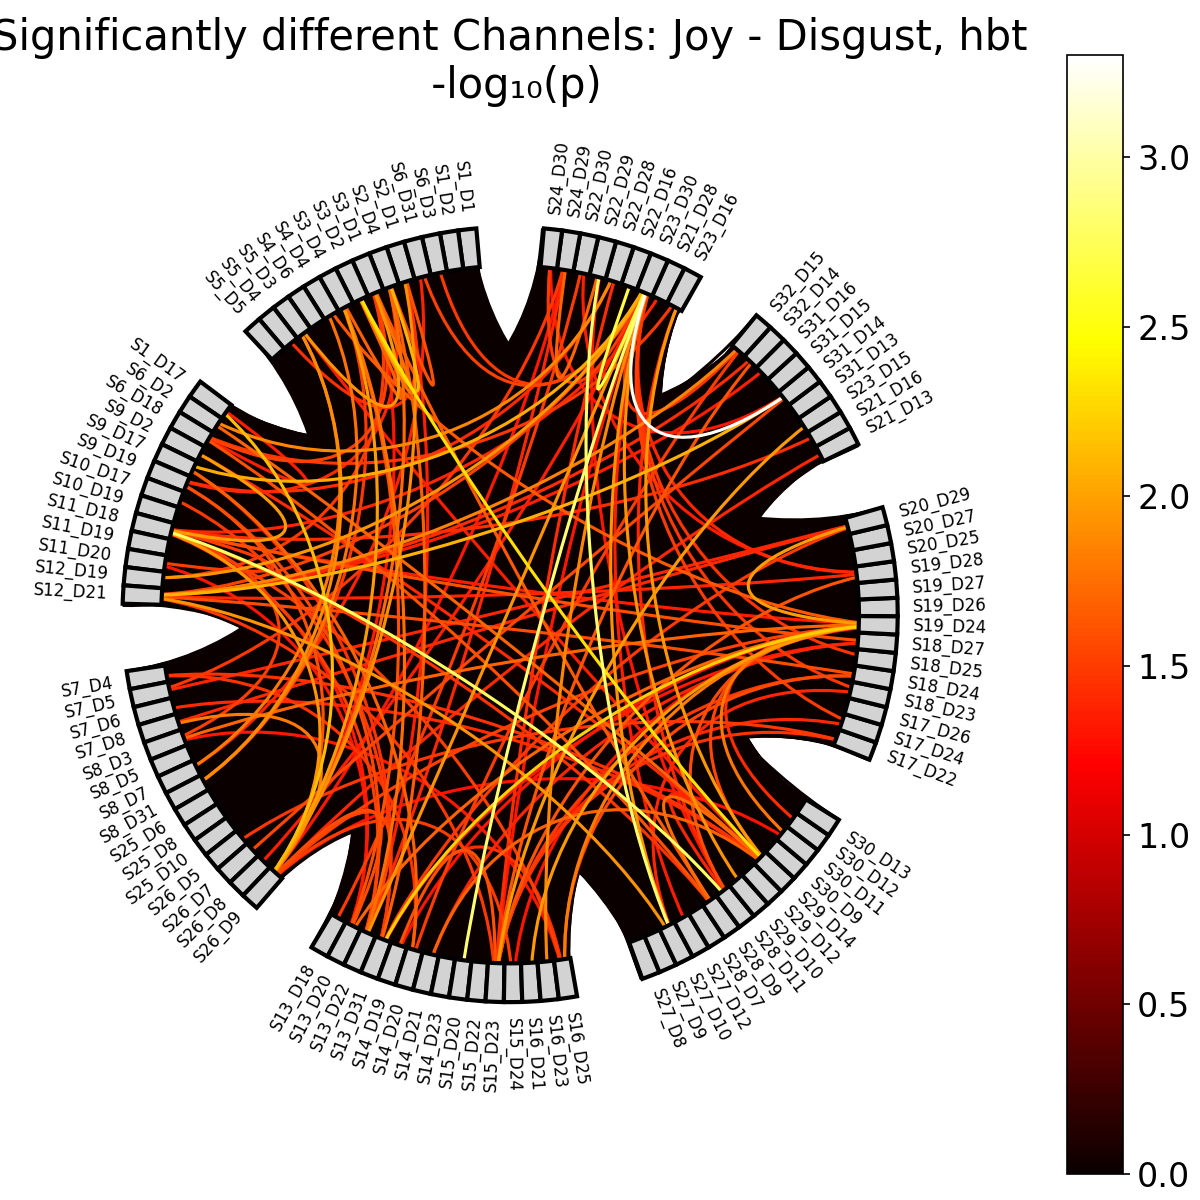 Significantly different Channels: Joy - Disgust, hbt
-log₁₀(p)
S24_D30
S24_D29
S22_D30
S22_D29
S22_D28
S22_D16
S23_D30
S21_D28
S23_D16
S32_D15
S32_D14
S31_D16
S31_D15
S31_D14
S31_D13
S23_D15
S21_D16
S21_D13
S20_D29
S20_D27
S20_D25
S19_D28
S19_D27
S19_D26
S19_D24
S18_D27
S18_D25
S18_D24
S18_D23
S17_D26
S17_D24
S17_D22
S30_D13
S30_D12
S30_D11
S30_D9
S29_D14
S29_D12
S29_D10
S28_D11
S28_D9
S28_D7
S27_D12
S27_D10
S27_D9
S27_D8
S16_D25
S16_D23
S16_D21
S15_D24
S15_D23
S15_D22
S15_D20
S14_D23
S14_D21
S14_D20
S14_D19
S13_D31
S13_D22
S13_D20
S13_D18
S26_D9
S26_D8
S26_D7
S26_D5
S25_D10
S25_D8
S25_D6
S8_D31
S8_D7
S8_D5
S8_D3
S7_D8
S7_D6
S7_D5
S7_D4
S12_D21
S12_D19
S11_D20
S11_D19
S11_D18
S10_D19
S10_D17
S9_D19
S9_D17
S9_D2
S6_D18
S6_D2
S1_D17
S5_D5
S5_D4
S5_D3
S4_D6
S4_D4
S3_D4
S3_D2
S3_D1
S2_D4
S2_D1
S6_D31
S6_D3
S1_D2
S1_D1
3.0
2.5
2.0
1.5
1.0
0.5
0.0